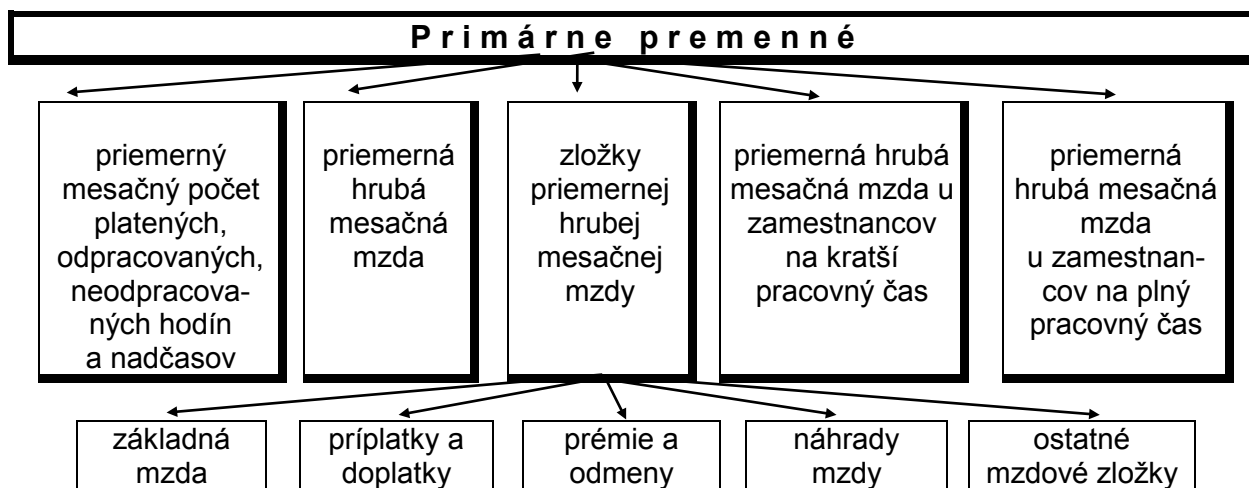 Primárne premenné
priemerný
mesačný počet
platených,
odpracovaných,
neodpracova-
ných hodín
a nadčasov
priemerná
hrubá
mesačná
mzda
zložky
priemernej
hrubej
mesačnej
mzdy
priemerná hrubá
mesačná mzda u
zamestnancov
na kratší
pracovný čas
priemerná
hrubá mesačná
mzda
u zamestnan-
cov na plný
pracovný čas
základná
mzda
príplatky a
doplatky
prémie a
odmeny
náhrady
mzdy
ostatné
mzdové zložky